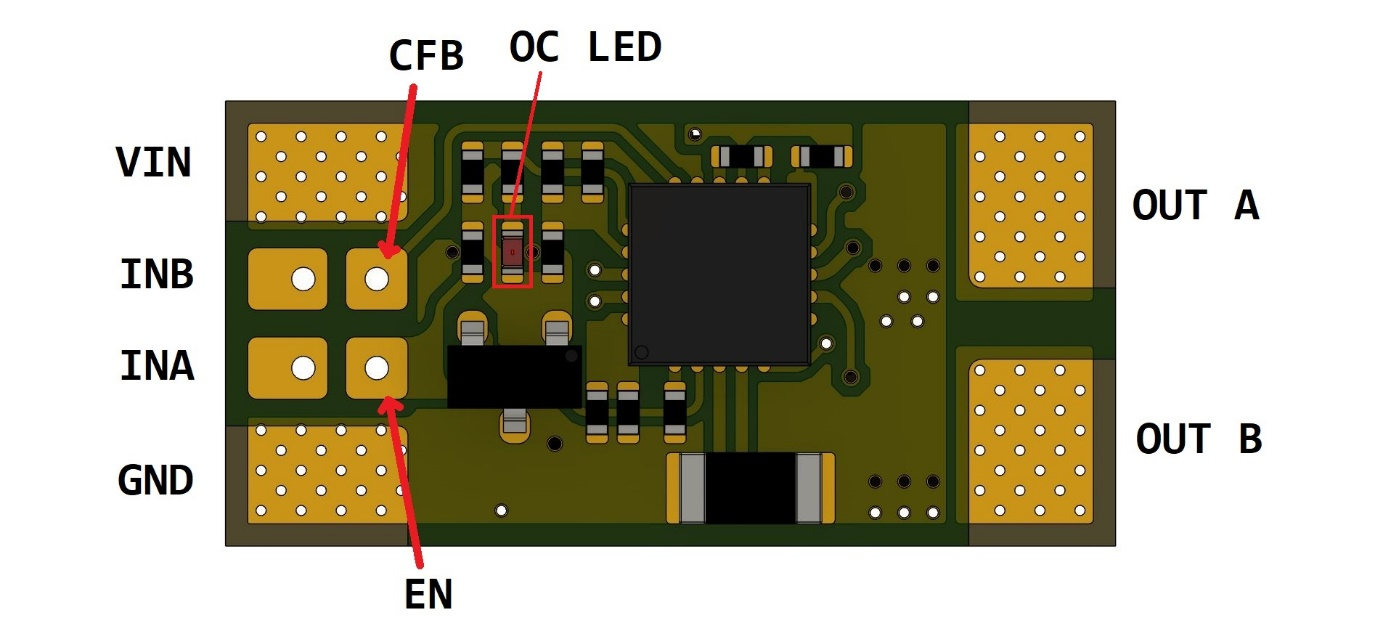 CFB
OC LED
VIN
OUT A
INB
INA
OUT B
GND
EN